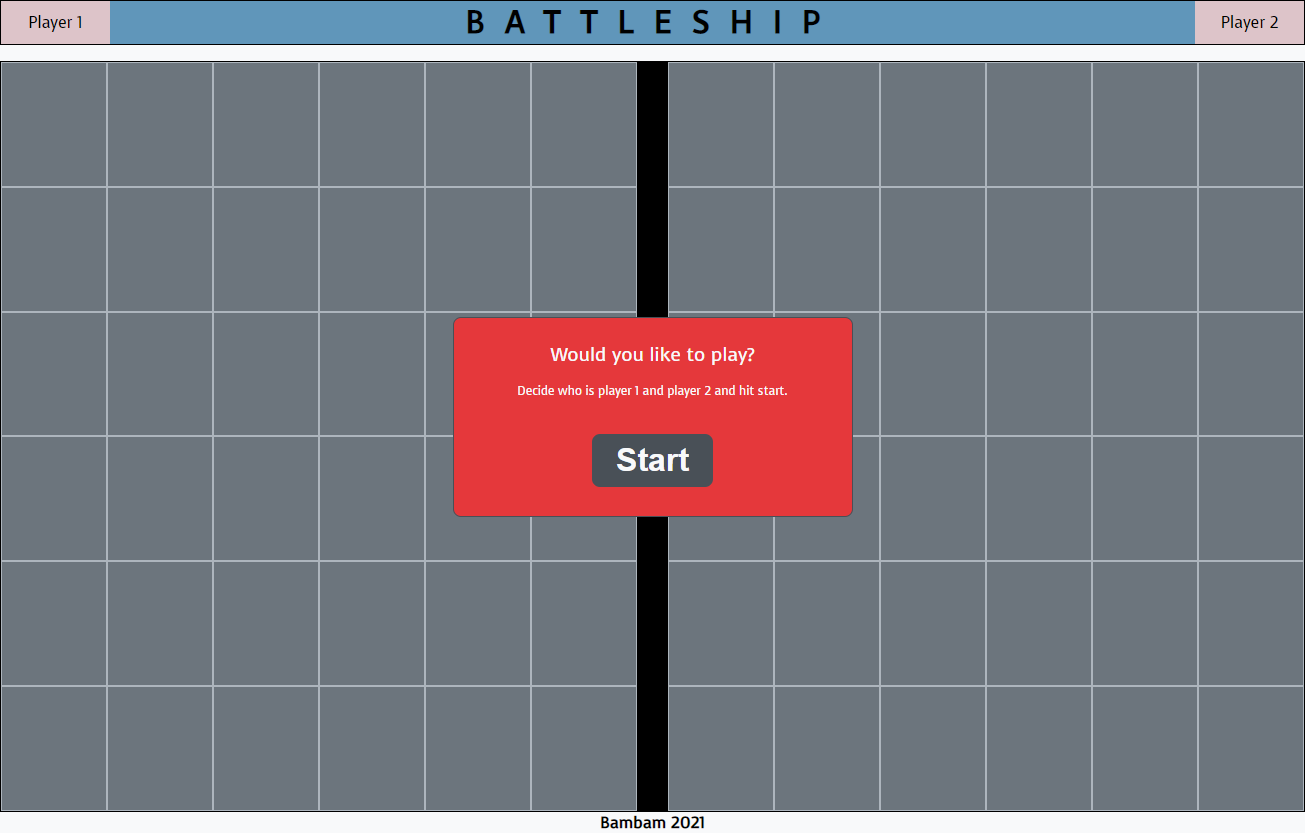 Player 1
BATTLESHIP
Player 2
Would you like to play?
Decide who is player 1 and player 2 and hit start.
Start
Bambam 2021